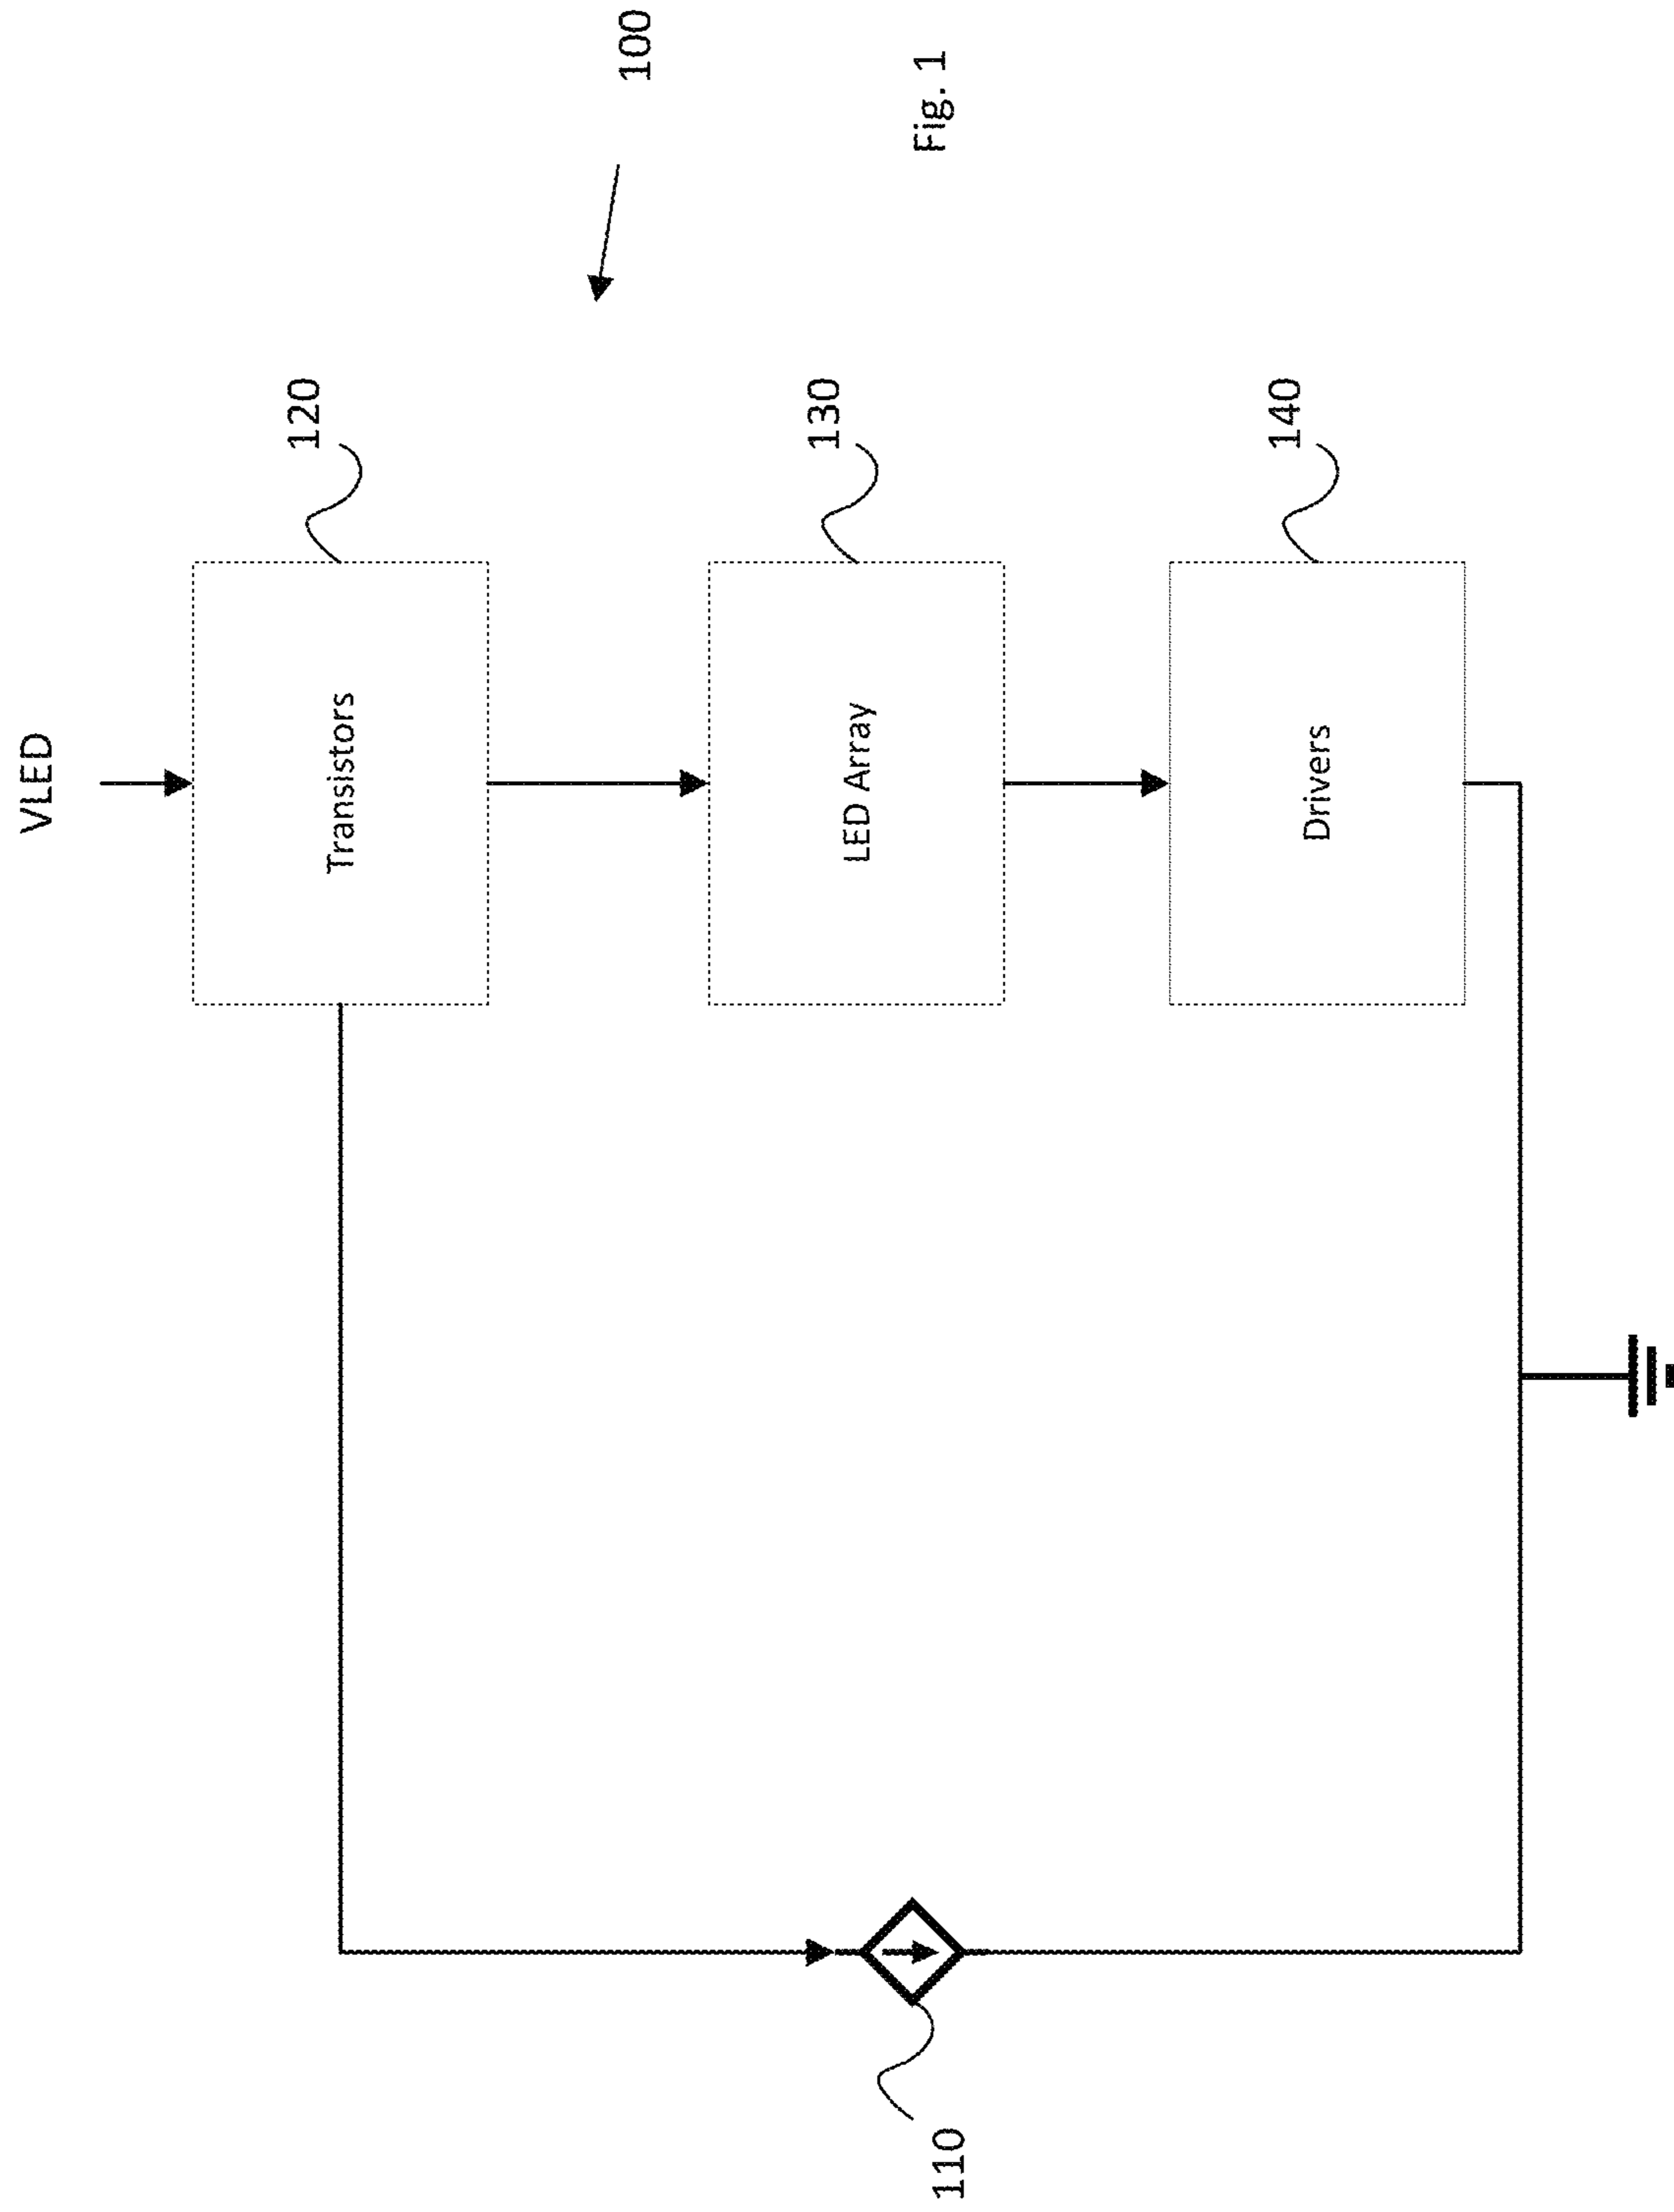 VLED
Transistors
120
LED Array
130
Drivers
140
110
100
Fig. 1